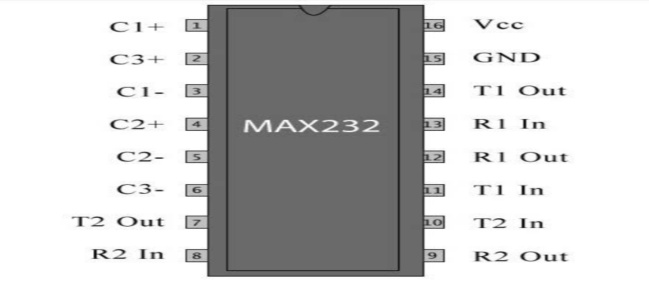 C1+ 1 16 Vcc
C3+ 2 15 GND
C1- 3 14 T1 Out
C2+ 4 MAX232 13 R1 In
C2- 5 12 R1 Out
C3- 6 11 T1 In
T2 Out 7 10 T2 In
R2 In 8 9 R2 Out